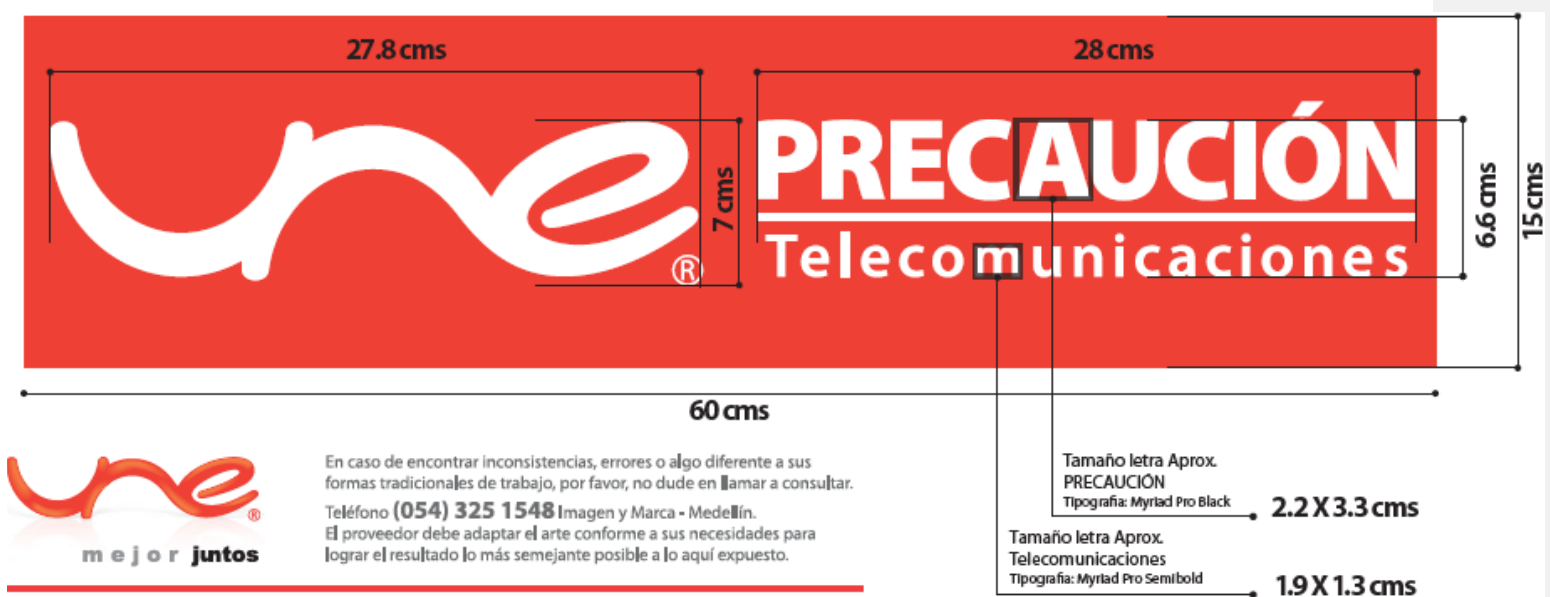 27.8 cms
28 cms
une®
7 cms
PRECAUCIÓN
Telecomunicaciones
6.6 cms
15 cms
60 cms
une®
mejor juntos
En caso de encontrar inconsistencias, errores o algo diferente a sus
formas tradicionales de trabajo, por favor, no dude en llamar a consultar.
Teléfono (054) 325 1548 Imagen y Marca - Medellín.
El proveedor debe adaptar el arte conforme a sus necesidades para
lograr el resultado lo más semejante posible a lo aquí expuesto.
Tamaño letra Aprox.
PRECAUCIÓN
Tipografia: Myriad Pro Black
2.2 X 3.3 cms
Tamaño letra Aprox.
Telecomunicaciones
Tipografia: Myriad Pro Semibold
1.9 X 1.3 cms